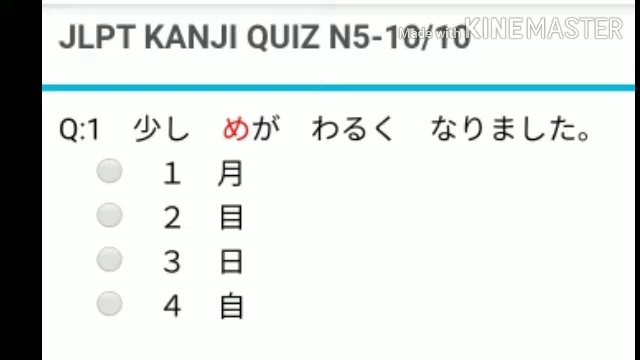 JLPT KANJI QUIZ N5-10/10
Made with KINEMASTER
Q:1 少し めが わるく なりました。
1 月
2 目
3 日
4 自